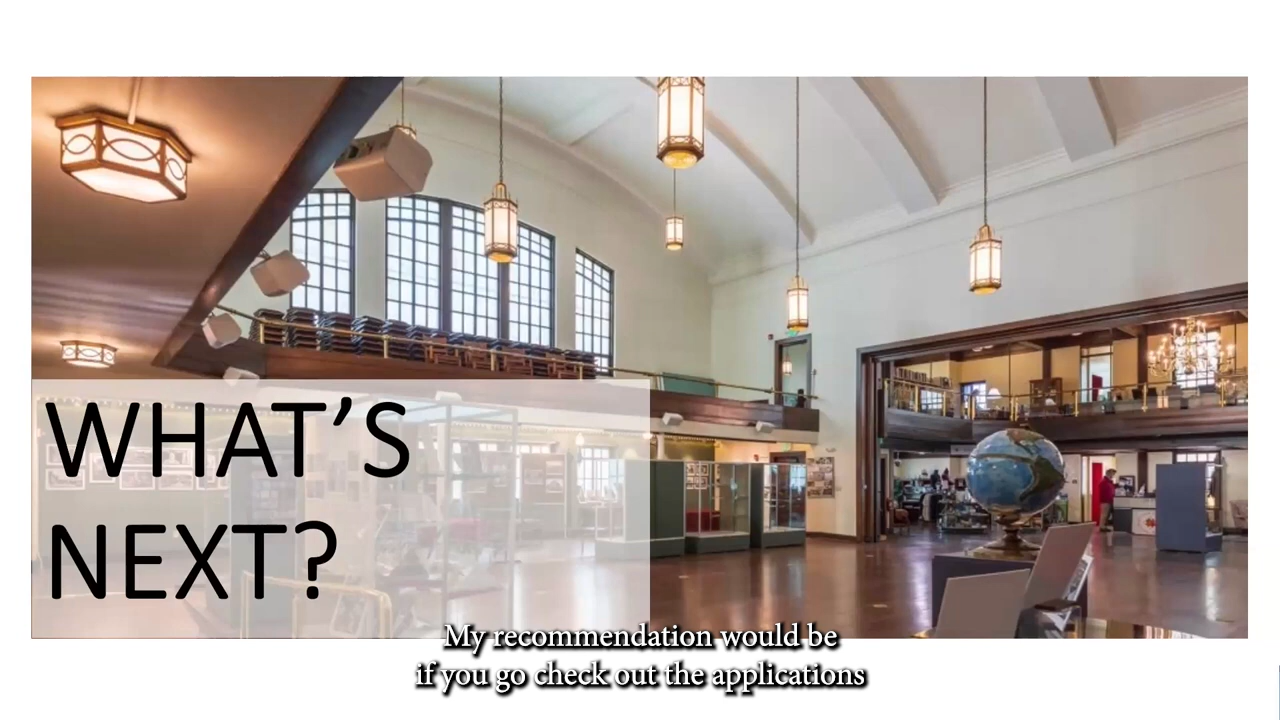 WHAT’S
NEXT?
My recommendation would be
if you go check out the applications